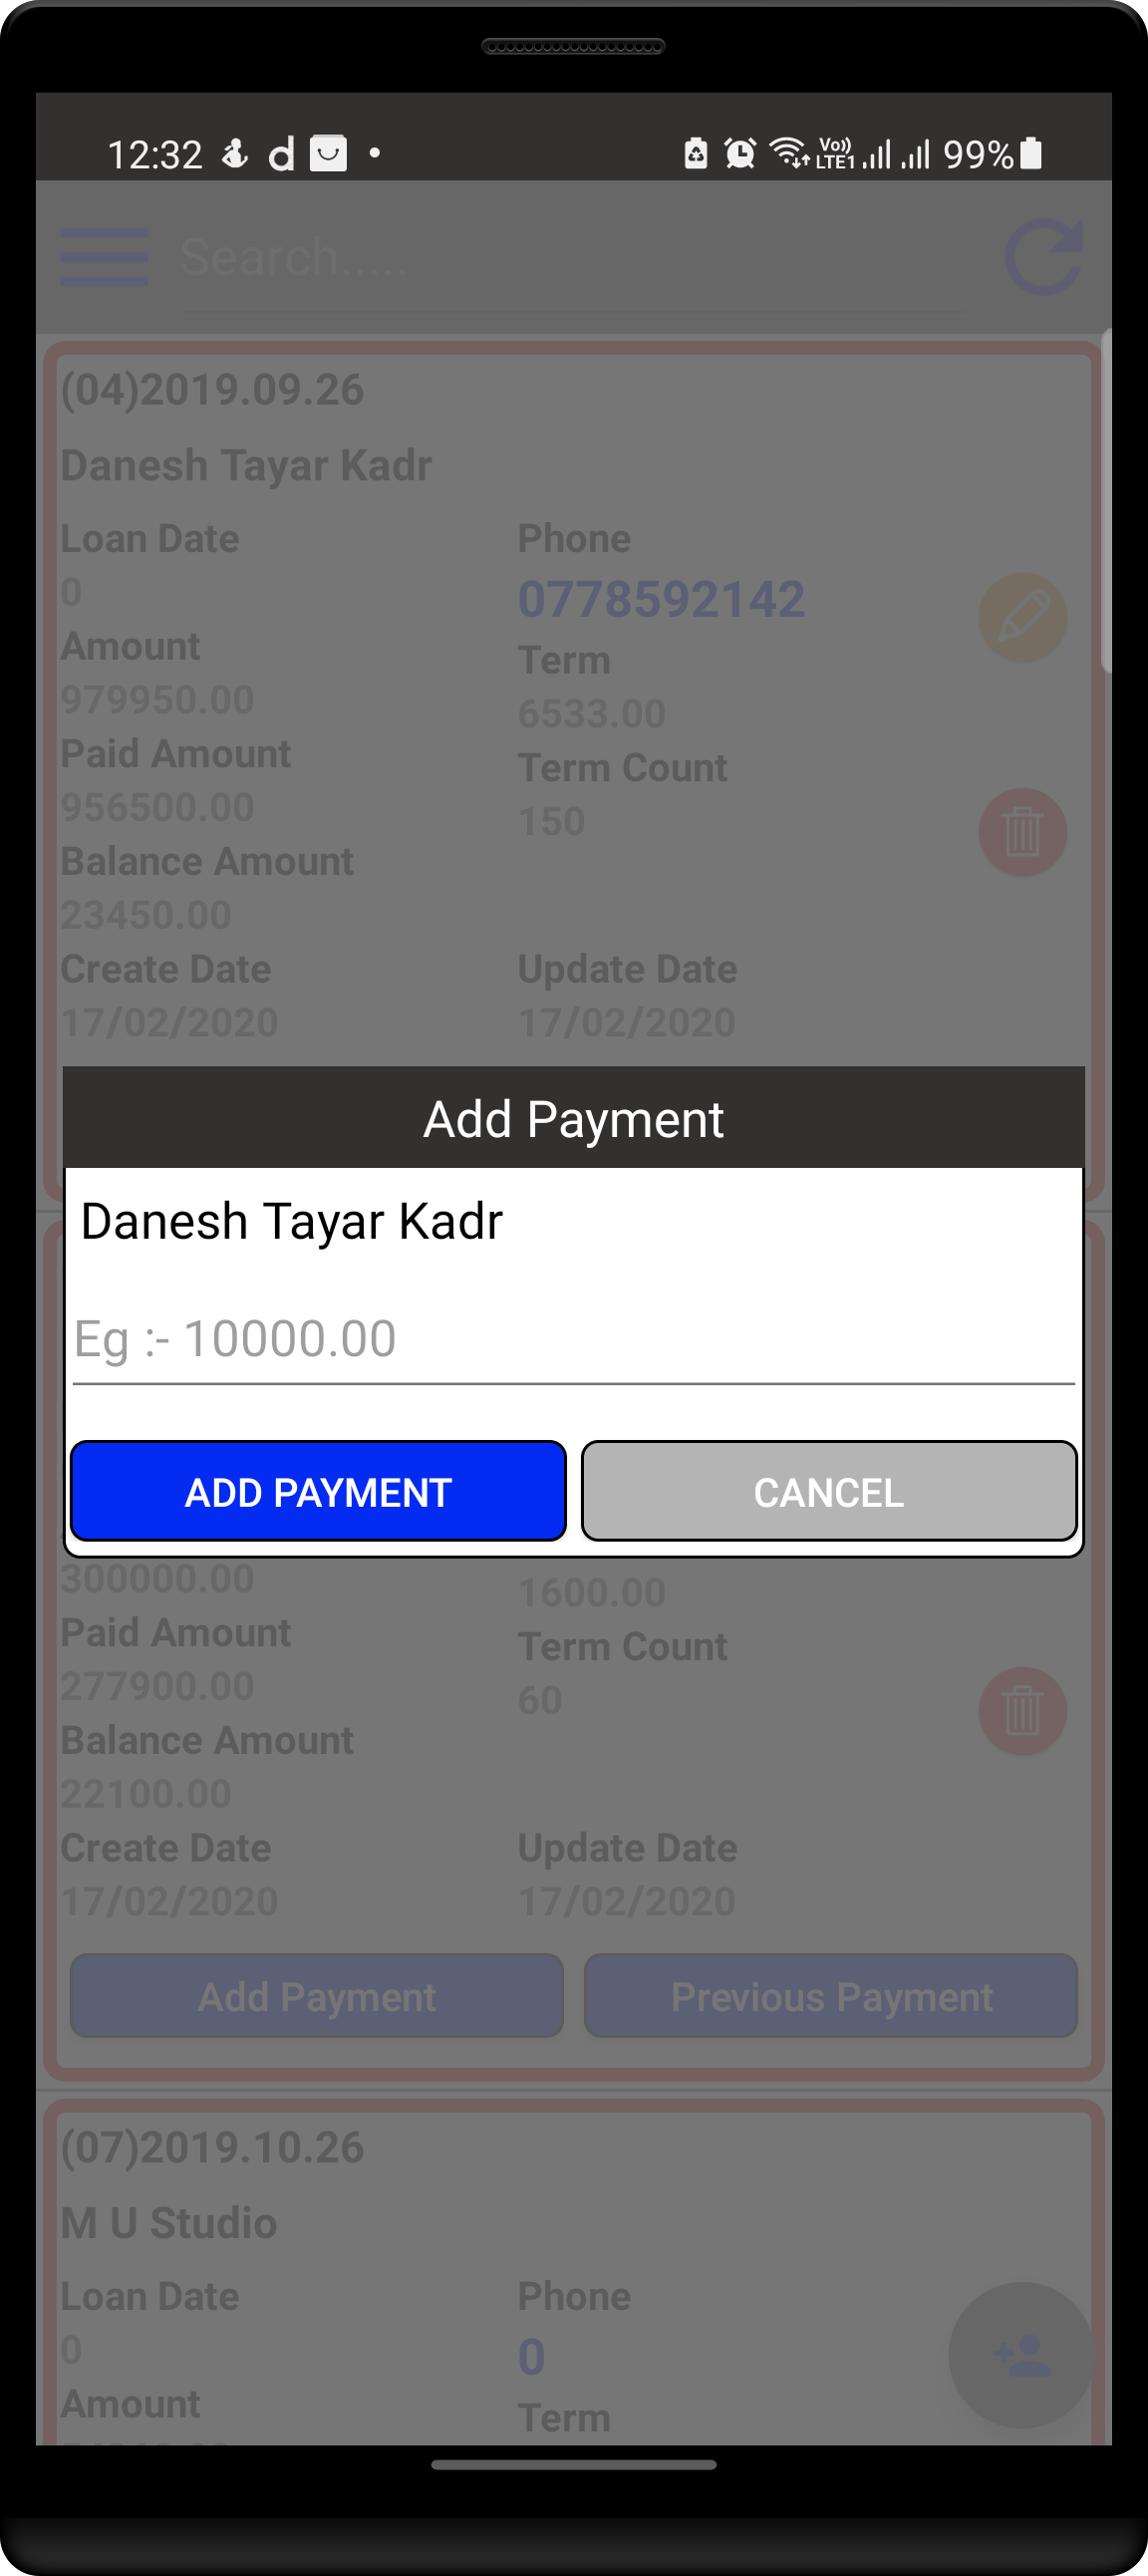 12:32 d Vo)) LTE1 99%
Search.....
(04)2019.09.26
Danesh Tayar Kadr
Loan Date Phone
0 0778592142
Amount Term
979950.00 6533.00
Paid Amount Term Count
956500.00 150
Balance Amount
23450.00
Create Date Update Date
17/02/2020 17/02/2020
Add Payment
Danesh Tayar Kadr
Eg :- 10000.00
ADD PAYMENT CANCEL
300000.00 1600.00
Paid Amount Term Count
277900.00 60
Balance Amount
22100.00
Create Date Update Date
17/02/2020 17/02/2020
Add Payment Previous Payment
(07)2019.10.26
M U Studio
Loan Date Phone
0 0
Amount Term